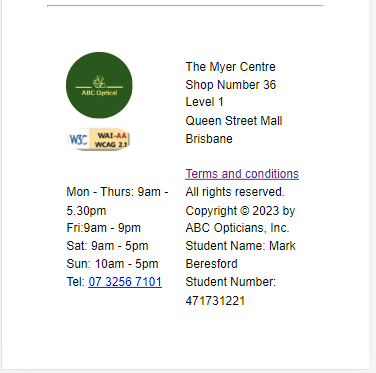 ABC Optical
W3C WAI-AA
WCAG 2.1
Mon - Thurs: 9am -
5.30pm
Fri:9am - 9pm
Sat: 9am - 5pm
Sun: 10am - 5pm
Tel: 07 3256 7101
The Myer Centre
Shop Number 36
Level 1
Queen Street Mall
Brisbane
Terms and conditions
All rights reserved.
Copyright © 2023 by
ABC Opticians, Inc.
Student Name: Mark
Beresford
Student Number:
471731221